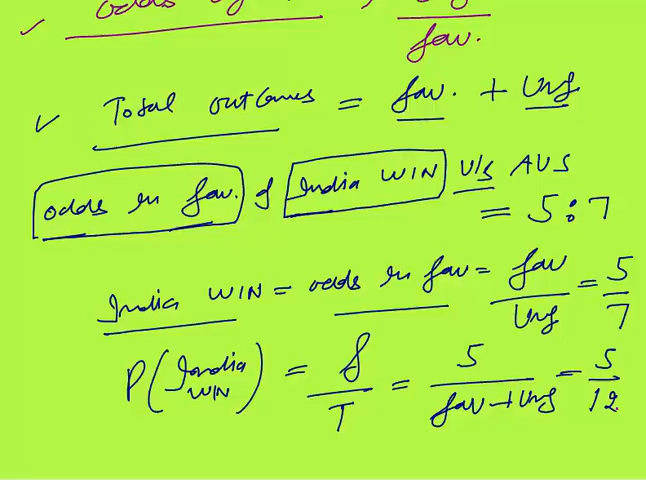 fav.
✓ Total outcomes = fav. + Unf
odds in fav. of India WIN V/S AUS
= 5:7
India WIN = odds in fav = fav/Unf = 5/7
P(India WIN) = f/T = 5/fav+Unf = 5/12